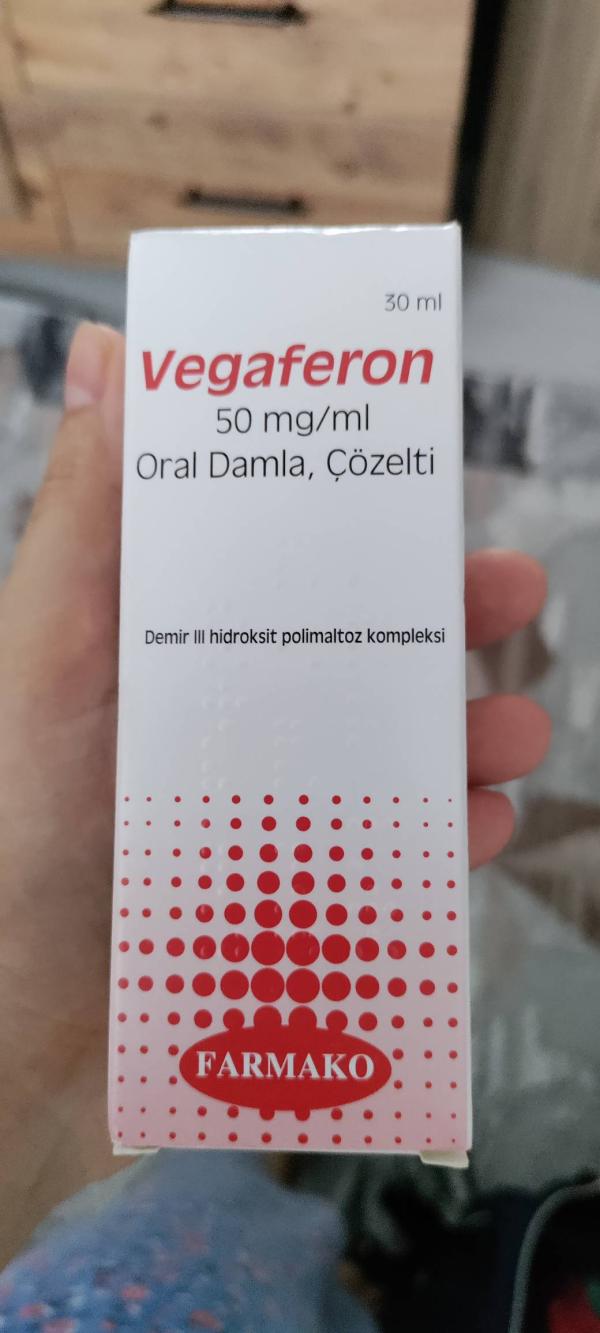 30 ml
Vegaferon
50 mg/ml
Oral Damla, Çözelti
Demir III hidroksit polimaltoz kompleksi
FARMAKO